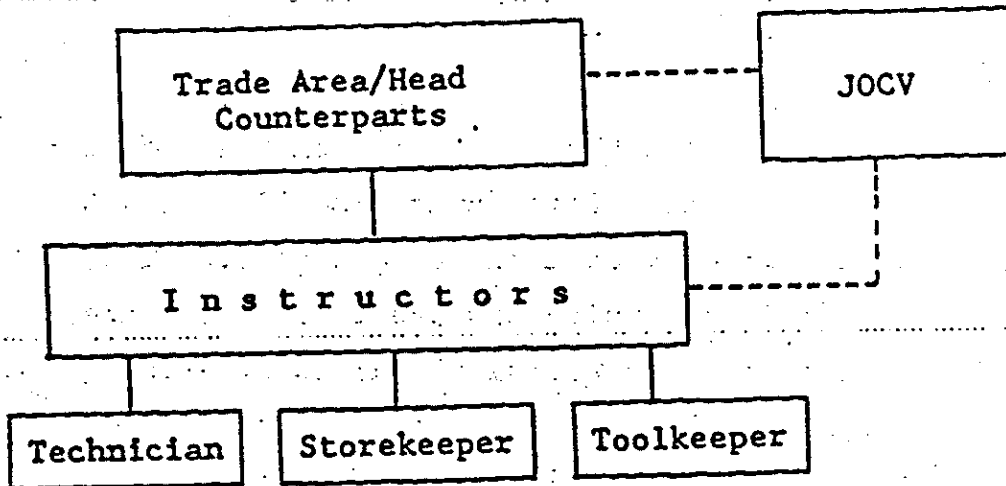 Trade Area/Head
Counterparts
JOCV
Instructors
Technician
Storekeeper
Toolkeeper